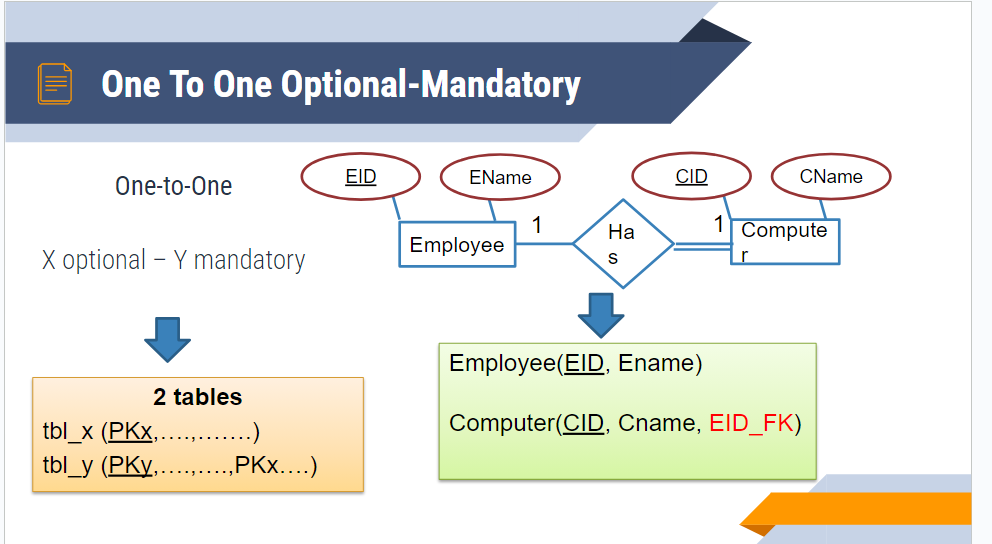 One To One Optional-Mandatory
One-to-One
X optional – Y mandatory
EID
EName
CID
CName
Employee
1
Ha
s
1
Compute
r
2 tables
tbl_x (PKx,….,…….)
tbl_y (PKy,….,….,PKx….)
Employee(EID, Ename)
Computer(CID, Cname, EID_FK)